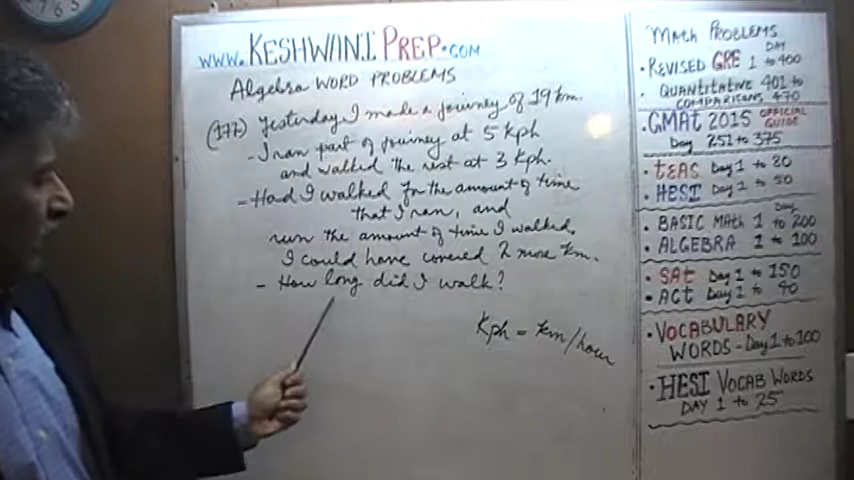 www.KESHWANIPREP.com
Algebra WORD PROBLEMS
(177) Yesterday I made a journey of 19 km.
- I ran part of journey at 5 kph
and walked the rest at 3 kph.
- Had I walked for the amount of time
that I ran, and
run the amount of time I walked,
I could have covered 2 more km.
- How long did I walk?
Kph = km/hour
MATH PROBLEMS
DAY
• REVISED GRE 1 to 400
• QUANTITATIVE 401 to
COMPARISONS 470
• GMAT 2015 OFFICIAL GUIDE
Day 251 to 375
• TEAS Day 1 to 80
• HESI Day 1 to 50
Day
• BASIC MATH 1 to 200
• ALGEBRA 1 to 100
• SAT Day 1 to 150
• ACT Day 1 to 90
• VOCABULARY
WORDS - Day 1 to 100
• HESI VOCAB WORDS
DAY 1 to 25
7 6 5